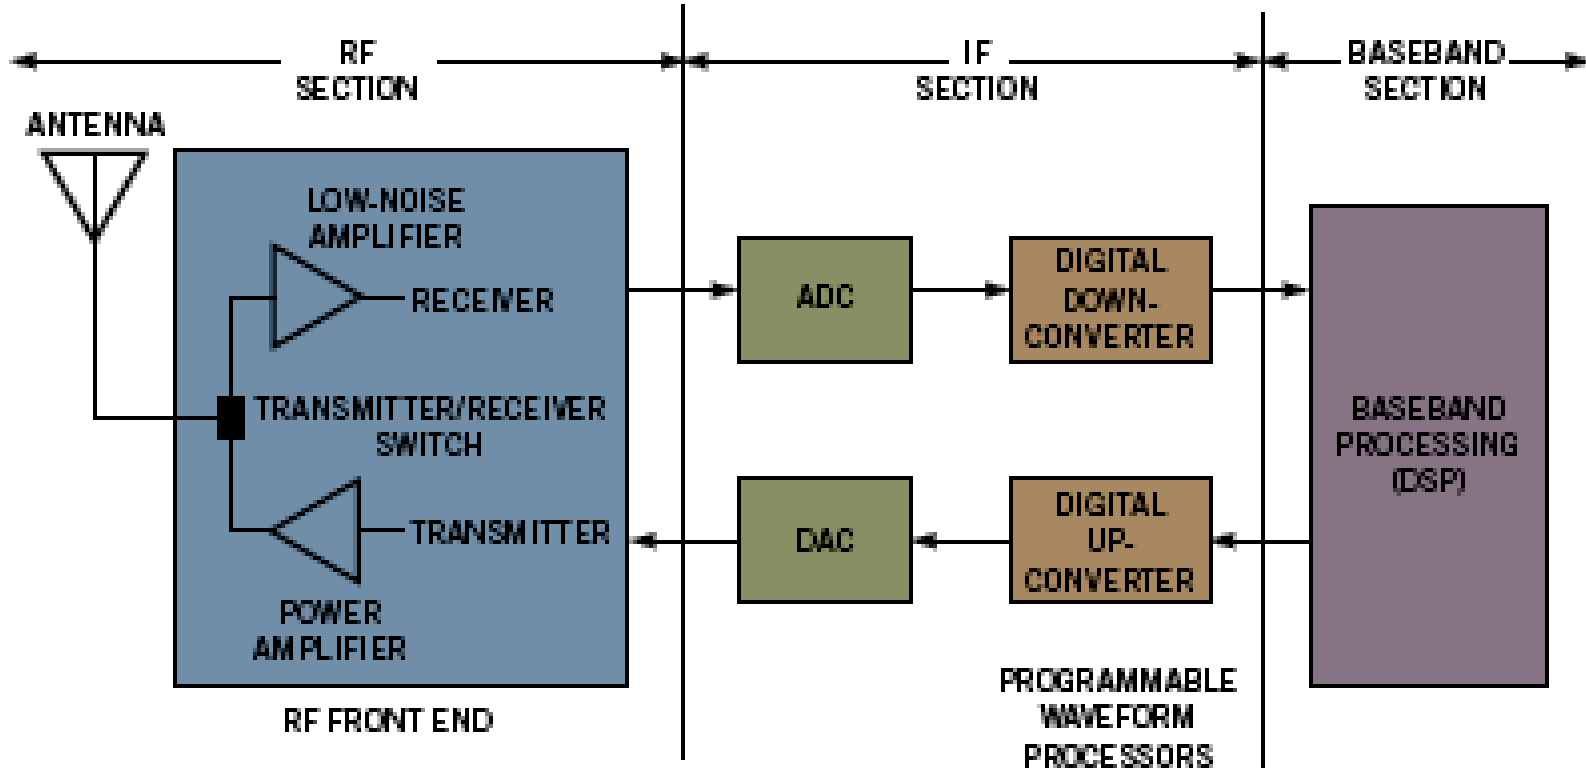 RF
SECTION
IF
SECTION
BASEBAND
SECTION
ANTENNA
LOW-NOISE
AMPLIFIER
RECEIVER
TRANSMITTER/RECEIVER
SWITCH
TRANSMITTER
POWER
AMPLIFIER
RF FRONT END
ADC
DIGITAL
DOWN-
CONVERTER
DAC
DIGITAL
UP-
CONVERTER
PROGRAMMABLE
WAVEFORM
PROCESSORS
BASEBAND
PROCESSING
(DSP)